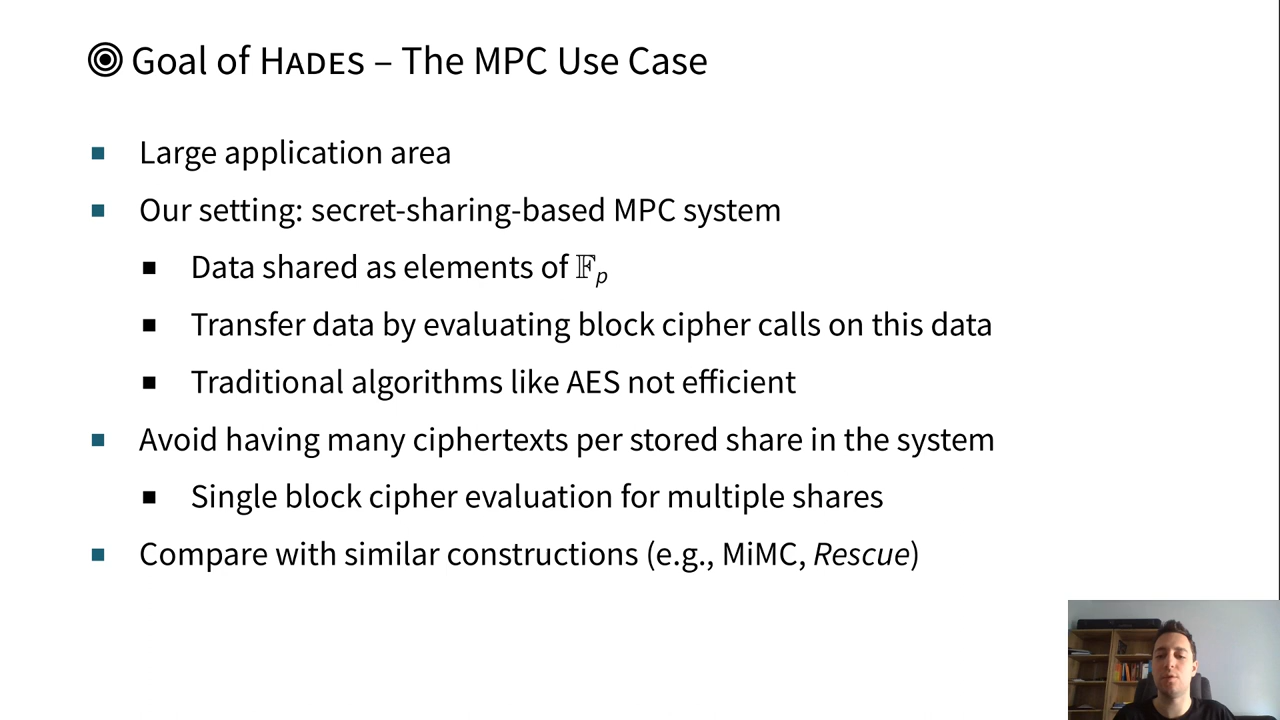 Goal of HADES – The MPC Use Case
Large application area
Our setting: secret-sharing-based MPC system
Data shared as elements of 𝔽p
Transfer data by evaluating block cipher calls on this data
Traditional algorithms like AES not efficient
Avoid having many ciphertexts per stored share in the system
Single block cipher evaluation for multiple shares
Compare with similar constructions (e.g., MiMC, Rescue)